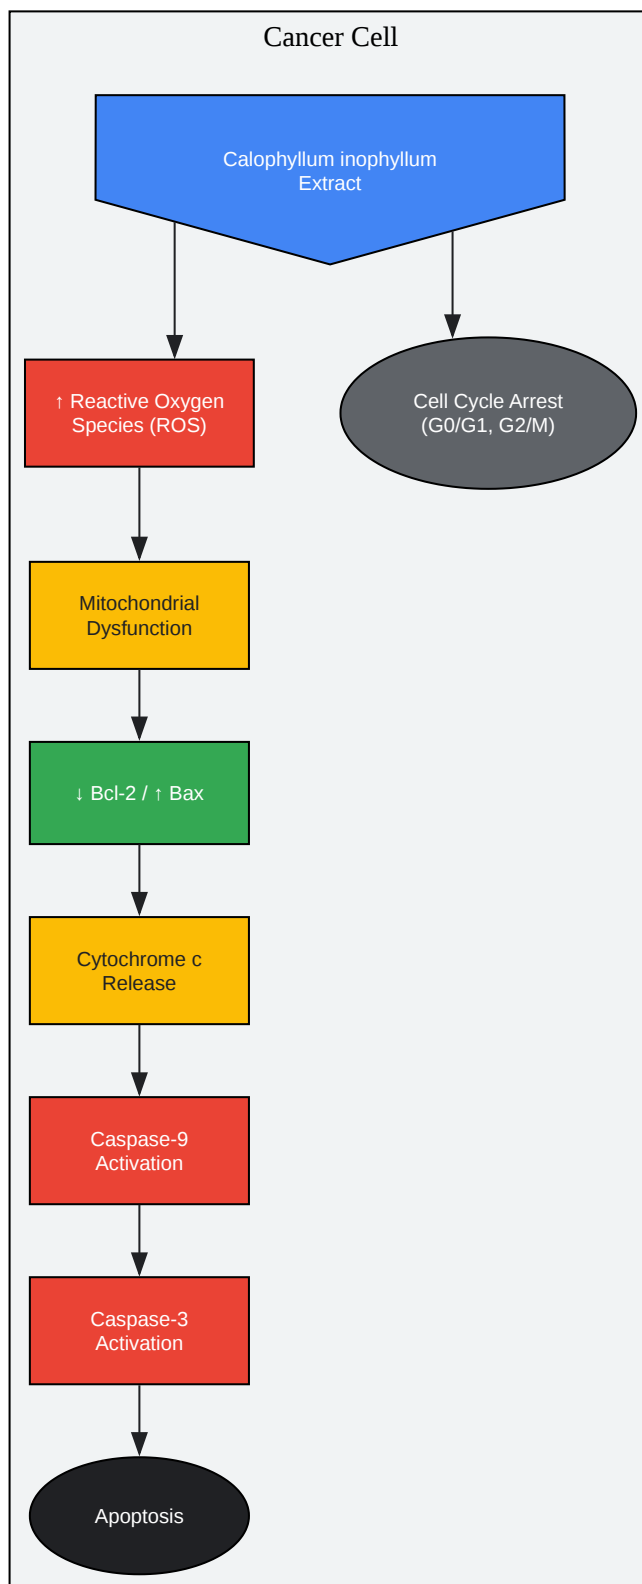 Cancer Cell
Calophyllum inophyllum
Extract
↑ Reactive Oxygen
Species (ROS)
Cell Cycle Arrest
(G0/G1, G2/M)
Mitochondrial
Dysfunction
↓ Bcl-2 / ↑ Bax
Cytochrome c
Release
Caspase-9
Activation
Caspase-3
Activation
Apoptosis